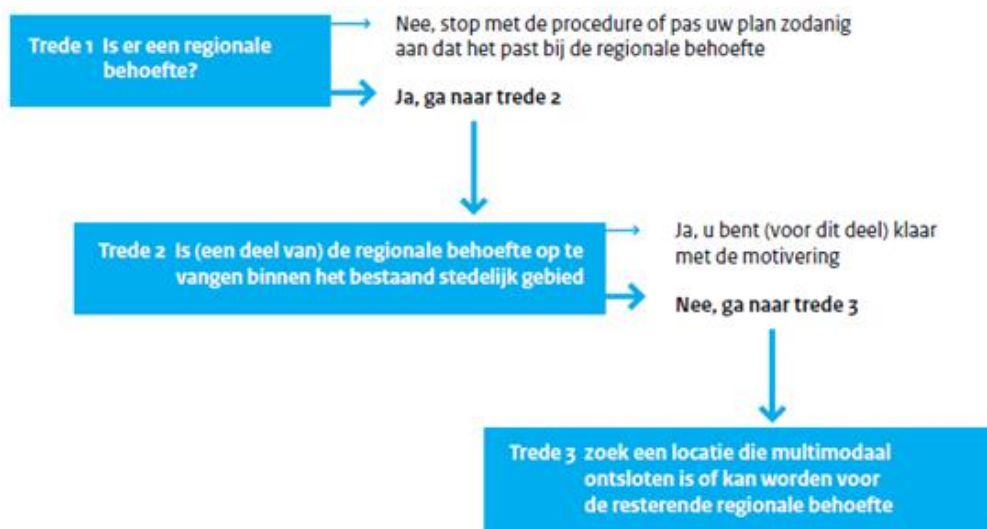 Trede 1 Is er een regionale
behoefte?
Nee, stop met de procedure of pas uw plan zodanig
aan dat het past bij de regionale behoefte
Ja, ga naar trede 2
Trede 2 Is (een deel van) de regionale behoefte op te
vangen binnen het bestaand stedelijk gebied
Ja, u bent (voor dit deel) klaar
met de motivering
Nee, ga naar trede 3
Trede 3 zoek een locatie die multimodaal
ontsloten is of kan worden voor
de resterende regionale behoefte